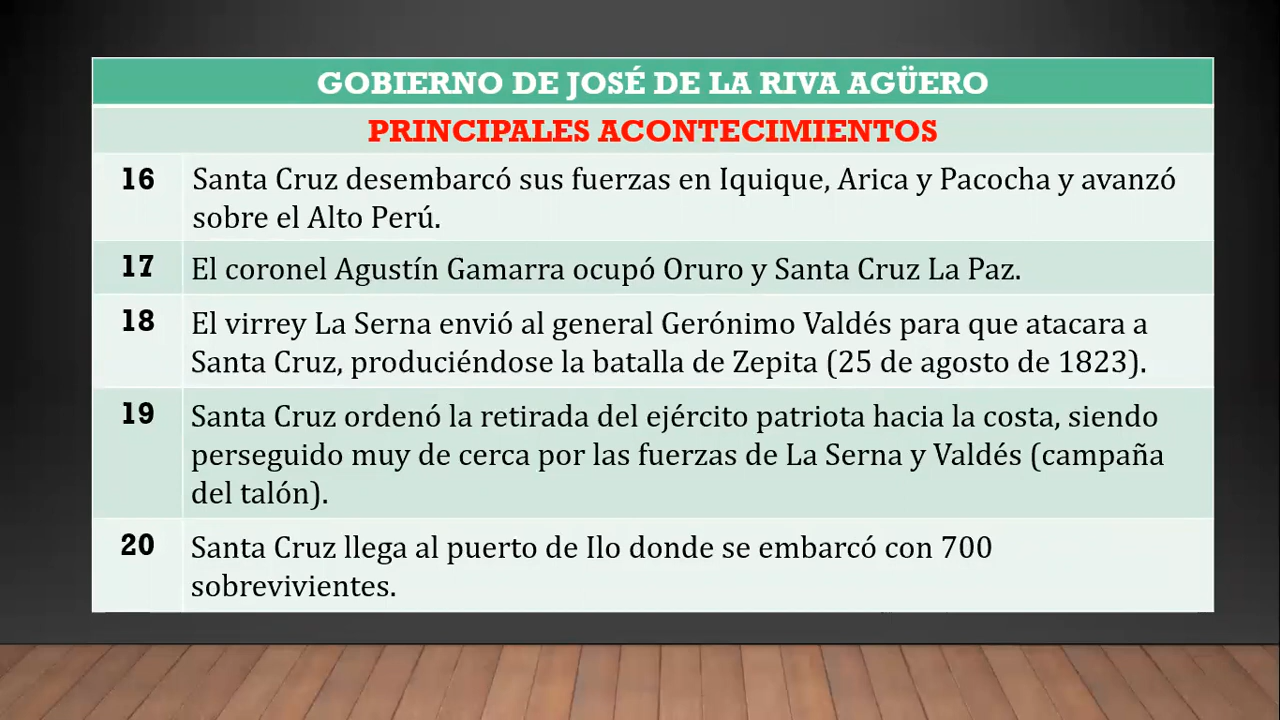 GOBIERNO DE JOSÉ DE LA RIVA AGÜERO
PRINCIPALES ACONTECIMIENTOS
16 Santa Cruz desembarcó sus fuerzas en Iquique, Arica y Pacocha y avanzó
sobre el Alto Perú.
17 El coronel Agustín Gamarra ocupó Oruro y Santa Cruz La Paz.
18 El virrey La Serna envió al general Gerónimo Valdés para que atacara a
Santa Cruz, produciéndose la batalla de Zepita (25 de agosto de 1823).
19 Santa Cruz ordenó la retirada del ejército patriota hacia la costa, siendo
perseguido muy de cerca por las fuerzas de La Serna y Valdés (campaña
del talón).
20 Santa Cruz llega al puerto de Ilo donde se embarcó con 700
sobrevivientes.